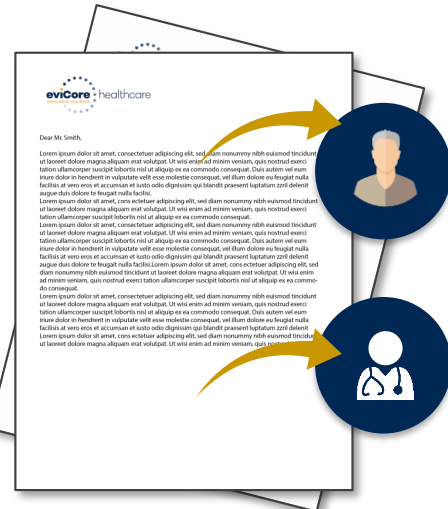 eviCore healthcare
innovative solutions
Dear Mr. Smith,
Lorem ipsum dolor sit amet, consectetuer adipiscing elit, sed diam nonummy nibh euismod tincidunt
ut laoreet dolore magna aliquam erat volutpat. Ut wisi enim ad minim veniam, quis nostrud exerci
tation ullamcorper suscipit lobortis nisl ut aliquip ex ea commodo consequat. Duis autem vel eum
iriure dolor in hendrerit in vulputate velit esse molestie consequat, vel illum dolore eu feugiat nulla
facilisis at vero eros et accumsan et iusto odio dignissim qui blandit praesent luptatum zzril delenit
augue duis dolore te feugait nulla facilisi.
Lorem ipsum dolor sit amet, cons ectetuer adipiscing elit, sed diam nonummy nibh euismod tincidunt
ut laoreet dolore magna aliquam erat volutpat. Ut wisi enim ad minim veniam, quis nostrud exerci
tation ullamcorper suscipit lobortis nisl ut aliquip ex ea commodo consequat.
Lorem ipsum dolor sit amet, consectetuer adipiscing elit, sed diam nonummy nibh euismod tincidunt
ut laoreet dolore magna aliquam erat volutpat. Ut wisi enim ad minim veniam, quis nostrud exerci
tation ullamcorper suscipit lobortis nisl ut aliquip ex ea commodo consequat. Duis autem vel eum
iriure dolor in hendrerit in vulputate velit esse molestie consequat, vel illum dolore eu feugiat nulla
facilisis at vero eros et accumsan et iusto odio dignissim qui blandit praesent luptatum zzril delenit
augue duis dolore te feugait nulla facilisi.Lorem ipsum dolor sit amet, cons ectetuer adipiscing elit, sed
diam nonummy nibh euismod tincidunt ut laoreet dolore magna aliquam erat volutpat. Ut wisi enim
ad minim veniam, quis nostrud exerci tation ullamcorper suscipit lobortis nisl ut aliquip ex ea commo-
do consequat.
Lorem ipsum dolor sit amet, consectetuer adipiscing elit, sed diam nonummy nibh euismod tincidunt
ut laoreet dolore magna aliquam erat volutpat. Ut wisi enim ad minim veniam, quis nostrud exerci
tation ullamcorper suscipit lobortis nisl ut aliquip ex ea commodo consequat. Duis autem vel eum
iriure dolor in hendrerit in vulputate velit esse molestie consequat, vel illum dolore eu feugiat nulla
facilisis at vero eros et accumsan et iusto odio dignissim qui blandit praesent luptatum zzril delenit
Lorem ipsum dolor sit amet, cons ectetuer adipiscing elit, sed diam nonummy nibh euismod tincidunt
ut laoreet dolore magna aliquam erat volutpat. Ut wisi enim ad minim veniam, quis